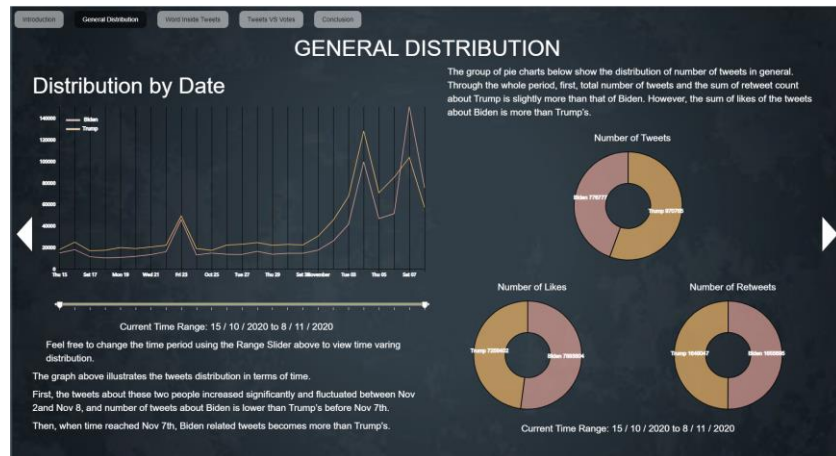 Introduction
General Distribution
Word Inside Tweets
Tweets VS Votes
Conclusion
GENERAL DISTRIBUTION
Distribution by Date
140000
120000
100000
80000
60000
40000
20000
0
Biden
Trump
Thu 15
Sat 17
Mon 19
Wed 21
Fri 23
Oct 25
Tue 27
Thu 29
Sat 31
November
Tue 03
Thu 05
Sat 07
Current Time Range: 15 / 10 / 2020 to 8 / 11 / 2020
Feel free to change the time period using the Range Slider above to view time varing
distribution.
The graph above illustrates the tweets distribution in terms of time.
First, the tweets about these two people increased significantly and fluctuated between Nov
2and Nov 8, and number of tweets about Biden is lower than Trump's before Nov 7th.
Then, when time reached Nov 7th, Biden related tweets becomes more than Trump's.
The group of pie charts below show the distribution of number of tweets in general.
Through the whole period, first, total number of tweets and the sum of retweet count
about Trump is slightly more than that of Biden. However, the sum of likes of the tweets
about Biden is more than Trump's.
Number of Tweets
Biden
Trump
Number of Likes
Trump
Biden
Number of Retweets
Trump
Biden
Current Time Range: 15 / 10 / 2020 to 8 / 11 / 2020